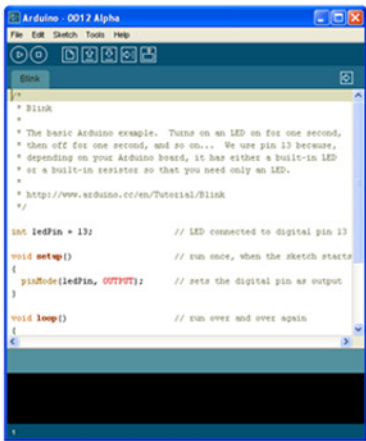 Arduino - 0012 Alpha
File Edit Sketch Tools Help
Blink
/*
* Blink
*
* The basic Arduino example. Turns on an LED on for one second,
* then off for one second, and so on... We use pin 13 because,
* depending on your Arduino board, it has either a built-in LED
* or a built-in resistor so that you need only an LED.
*
* http://www.arduino.cc/en/Tutorial/Blink
*/
int ledPin = 13; // LED connected to digital pin 13
void setup() // run once, when the sketch starts
{
pinMode(ledPin, OUTPUT); // sets the digital pin as output
}
void loop() // run over and over again
{
1